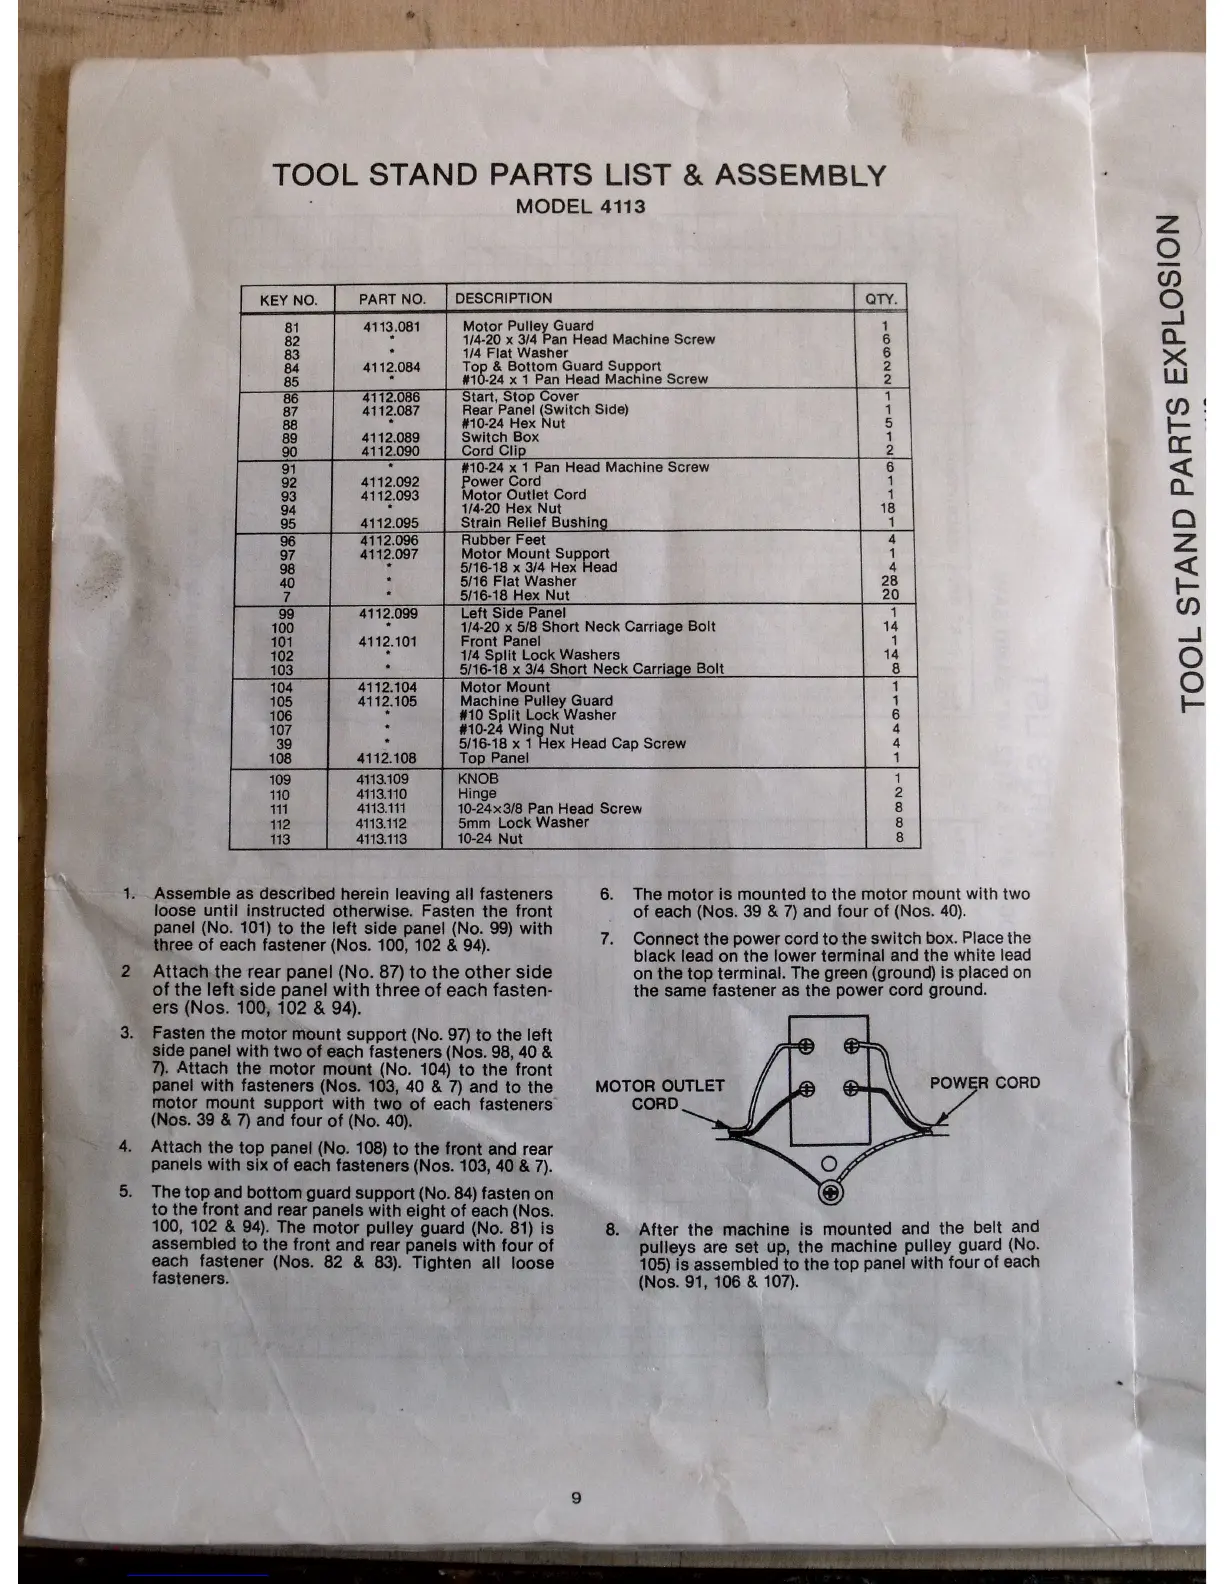 TOOL STAND PARTS LIST & ASSEMBLY
MODEL 4113
KEY NO. PART NO. DESCRIPTION QTY.
81 4113.081 Motor Pulley Guard 1
82 * 1/4-20 x 3/4 Pan Head Machine Screw 6
83 * 1/4 Flat Washer 6
84 4112.084 Top & Bottom Guard Support 2
85 * #10-24 x 1 Pan Head Machine Screw 2
86 4112.086 Start, Stop Cover 1
87 4112.087 Rear Panel (Switch Side) 1
88 * #10-24 Hex Nut 5
89 4112.089 Switch Box 1
90 4112.090 Cord Clip 2
91 * #10-24 x 1 Pan Head Machine Screw 6
92 4112.092 Power Cord 1
93 4112.093 Motor Outlet Cord 1
94 * 1/4-20 Hex Nut 18
95 4112.095 Strain Relief Bushing 1
96 4112.096 Rubber Feet 4
97 4112.097 Motor Mount Support 1
98 * 5/16-18 x 3/4 Hex Head 4
40 * 5/16 Flat Washer 28
7 * 5/16-18 Hex Nut 20
99 4112.099 Left Side Panel 1
100 * 1/4-20 x 5/8 Short Neck Carriage Bolt 14
101 4112.101 Front Panel 1
102 * 1/4 Split Lock Washers 14
103 * 5/16-18 x 3/4 Short Neck Carriage Bolt 8
104 4112.104 Motor Mount 1
105 4112.105 Machine Pulley Guard 1
106 * #10 Split Lock Washer 6
107 * #10-24 Wing Nut 4
39 * 5/16-18 x 1 Hex Head Cap Screw 4
108 4112.108 Top Panel 1
109 4113.109 KNOB 1
110 4113.110 Hinge 2
111 4113.111 10-24x3/8 Pan Head Screw 8
112 4113.112 5mm Lock Washer 8
113 4113.113 10-24 Nut 8
1. Assemble as described herein leaving all fasteners
loose until instructed otherwise. Fasten the front
panel (No. 101) to the left side panel (No. 99) with
three of each fastener (Nos. 100, 102 & 94).
2 Attach the rear panel (No. 87) to the other side
of the left side panel with three of each fasten-
ers (Nos. 100, 102 & 94).
3. Fasten the motor mount support (No. 97) to the left
side panel with two of each fasteners (Nos. 98, 40 &
7). Attach the motor mount (No. 104) to the front
panel with fasteners (Nos. 103, 40 & 7) and to the
motor mount support with two of each fasteners
(Nos. 39 & 7) and four of (No. 40).
4. Attach the top panel (No. 108) to the front and rear
panels with six of each fasteners (Nos. 103, 40 & 7).
5. The top and bottom guard support (No. 84) fasten on
to the front and rear panels with eight of each (Nos.
100, 102 & 94). The motor pulley guard (No. 81) is
assembled to the front and rear panels with four of
each fastener (Nos. 82 & 83). Tighten all loose
fasteners.
6. The motor is mounted to the motor mount with two
of each (Nos. 39 & 7) and four of (Nos. 40).
7. Connect the power cord to the switch box. Place the
black lead on the lower terminal and the white lead
on the top terminal. The green (ground) is placed on
the same fastener as the power cord ground.
MOTOR OUTLET
CORD
POWER CORD
8. After the machine is mounted and the belt and
pulleys are set up, the machine pulley guard (No.
105) is assembled to the top panel with four of each
(Nos. 91, 106 & 107).
9
TOOL STAND PARTS EXPLOSION